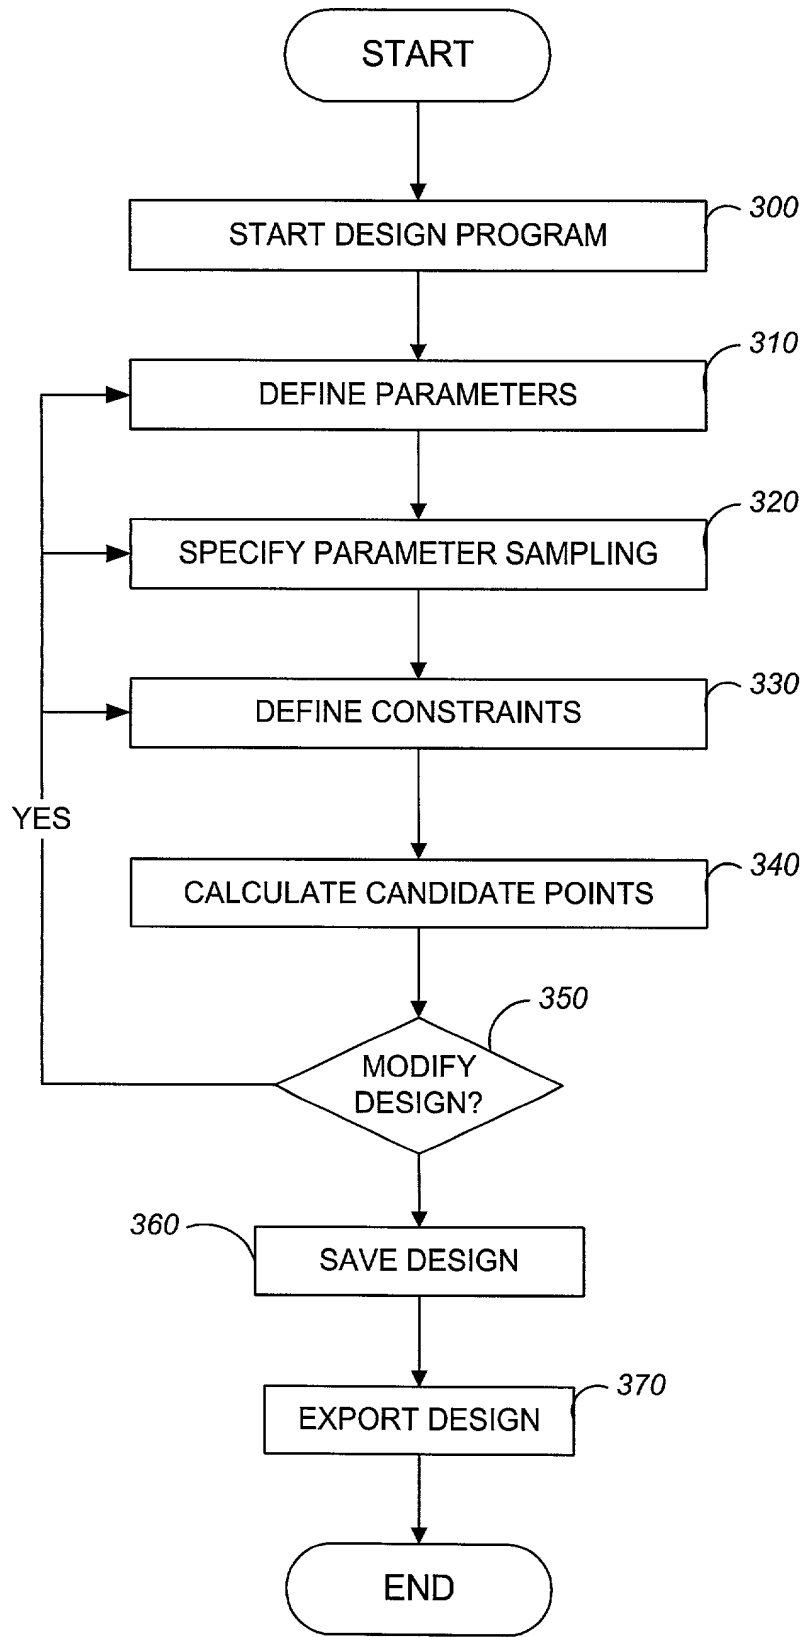 START
300
START DESIGN PROGRAM
310
DEFINE PARAMETERS
320
SPECIFY PARAMETER SAMPLING
330
DEFINE CONSTRAINTS
YES
340
CALCULATE CANDIDATE POINTS
350
MODIFY
DESIGN?
360
SAVE DESIGN
370
EXPORT DESIGN
END